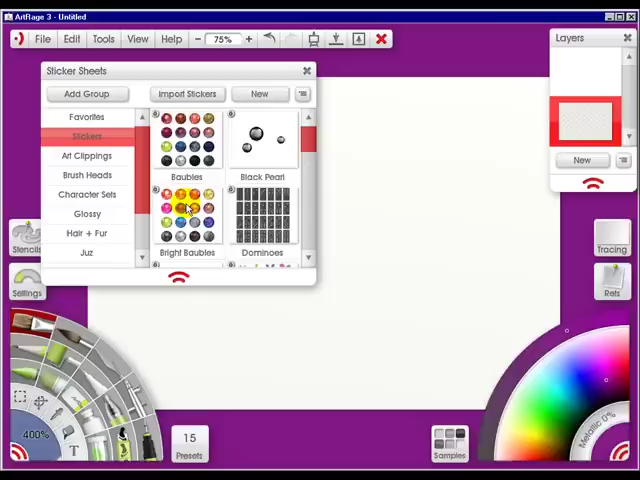 ArtRage 3 - Untitled
File Edit Tools View Help - 75% +
Sticker Sheets
Add Group Import Stickers New
Favorites
Stickers
Art Clippings
Brush Heads
Character Sets
Glossy
Hair + Fur
Juz
Baubles Black Pearl
Bright Baubles Dominoes
Layers
New
Stencils
Settings
Tracing
Refs
400%
T
15
Presets
Samples
Metallic 0%